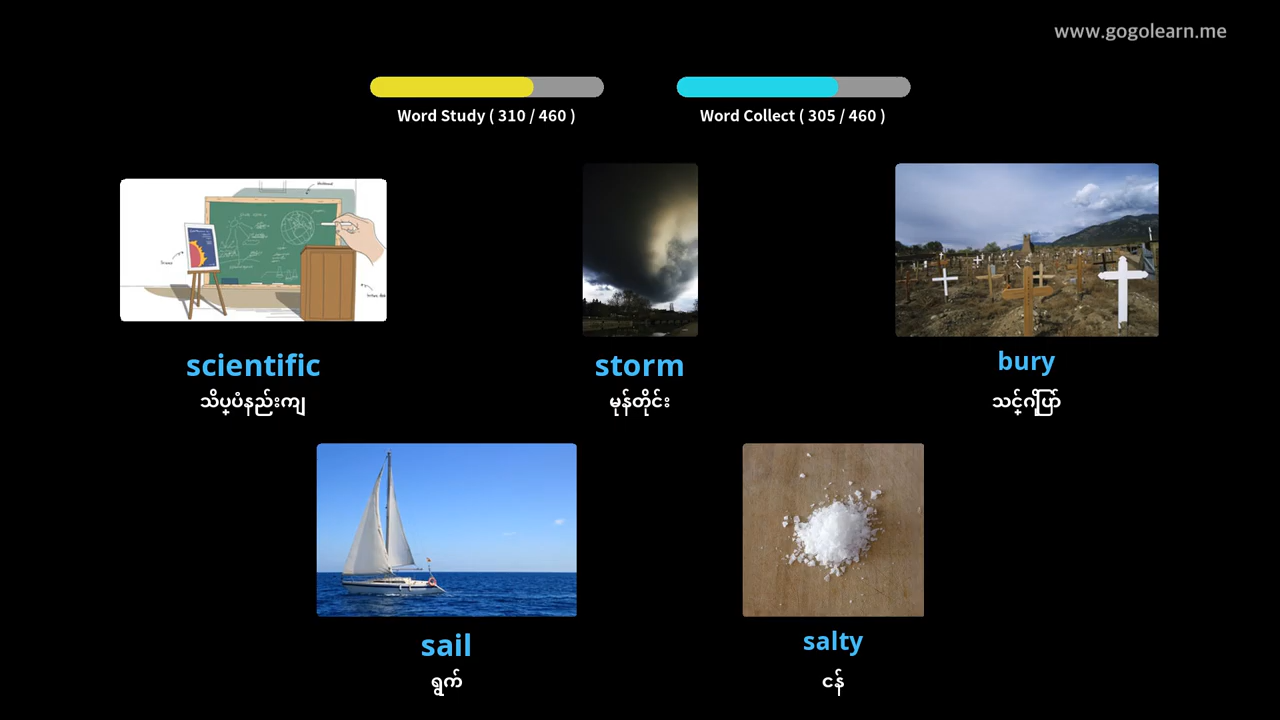 www.gogolearn.me
Word Study ( 310 / 460 )
Word Collect ( 305 / 460 )
scientific
storm
bury
သိပ္ပံနည်းကျ
မုန်တိုင်း
သင်္ဂြိုဟ်
sail
salty
ရွက်
ငန်